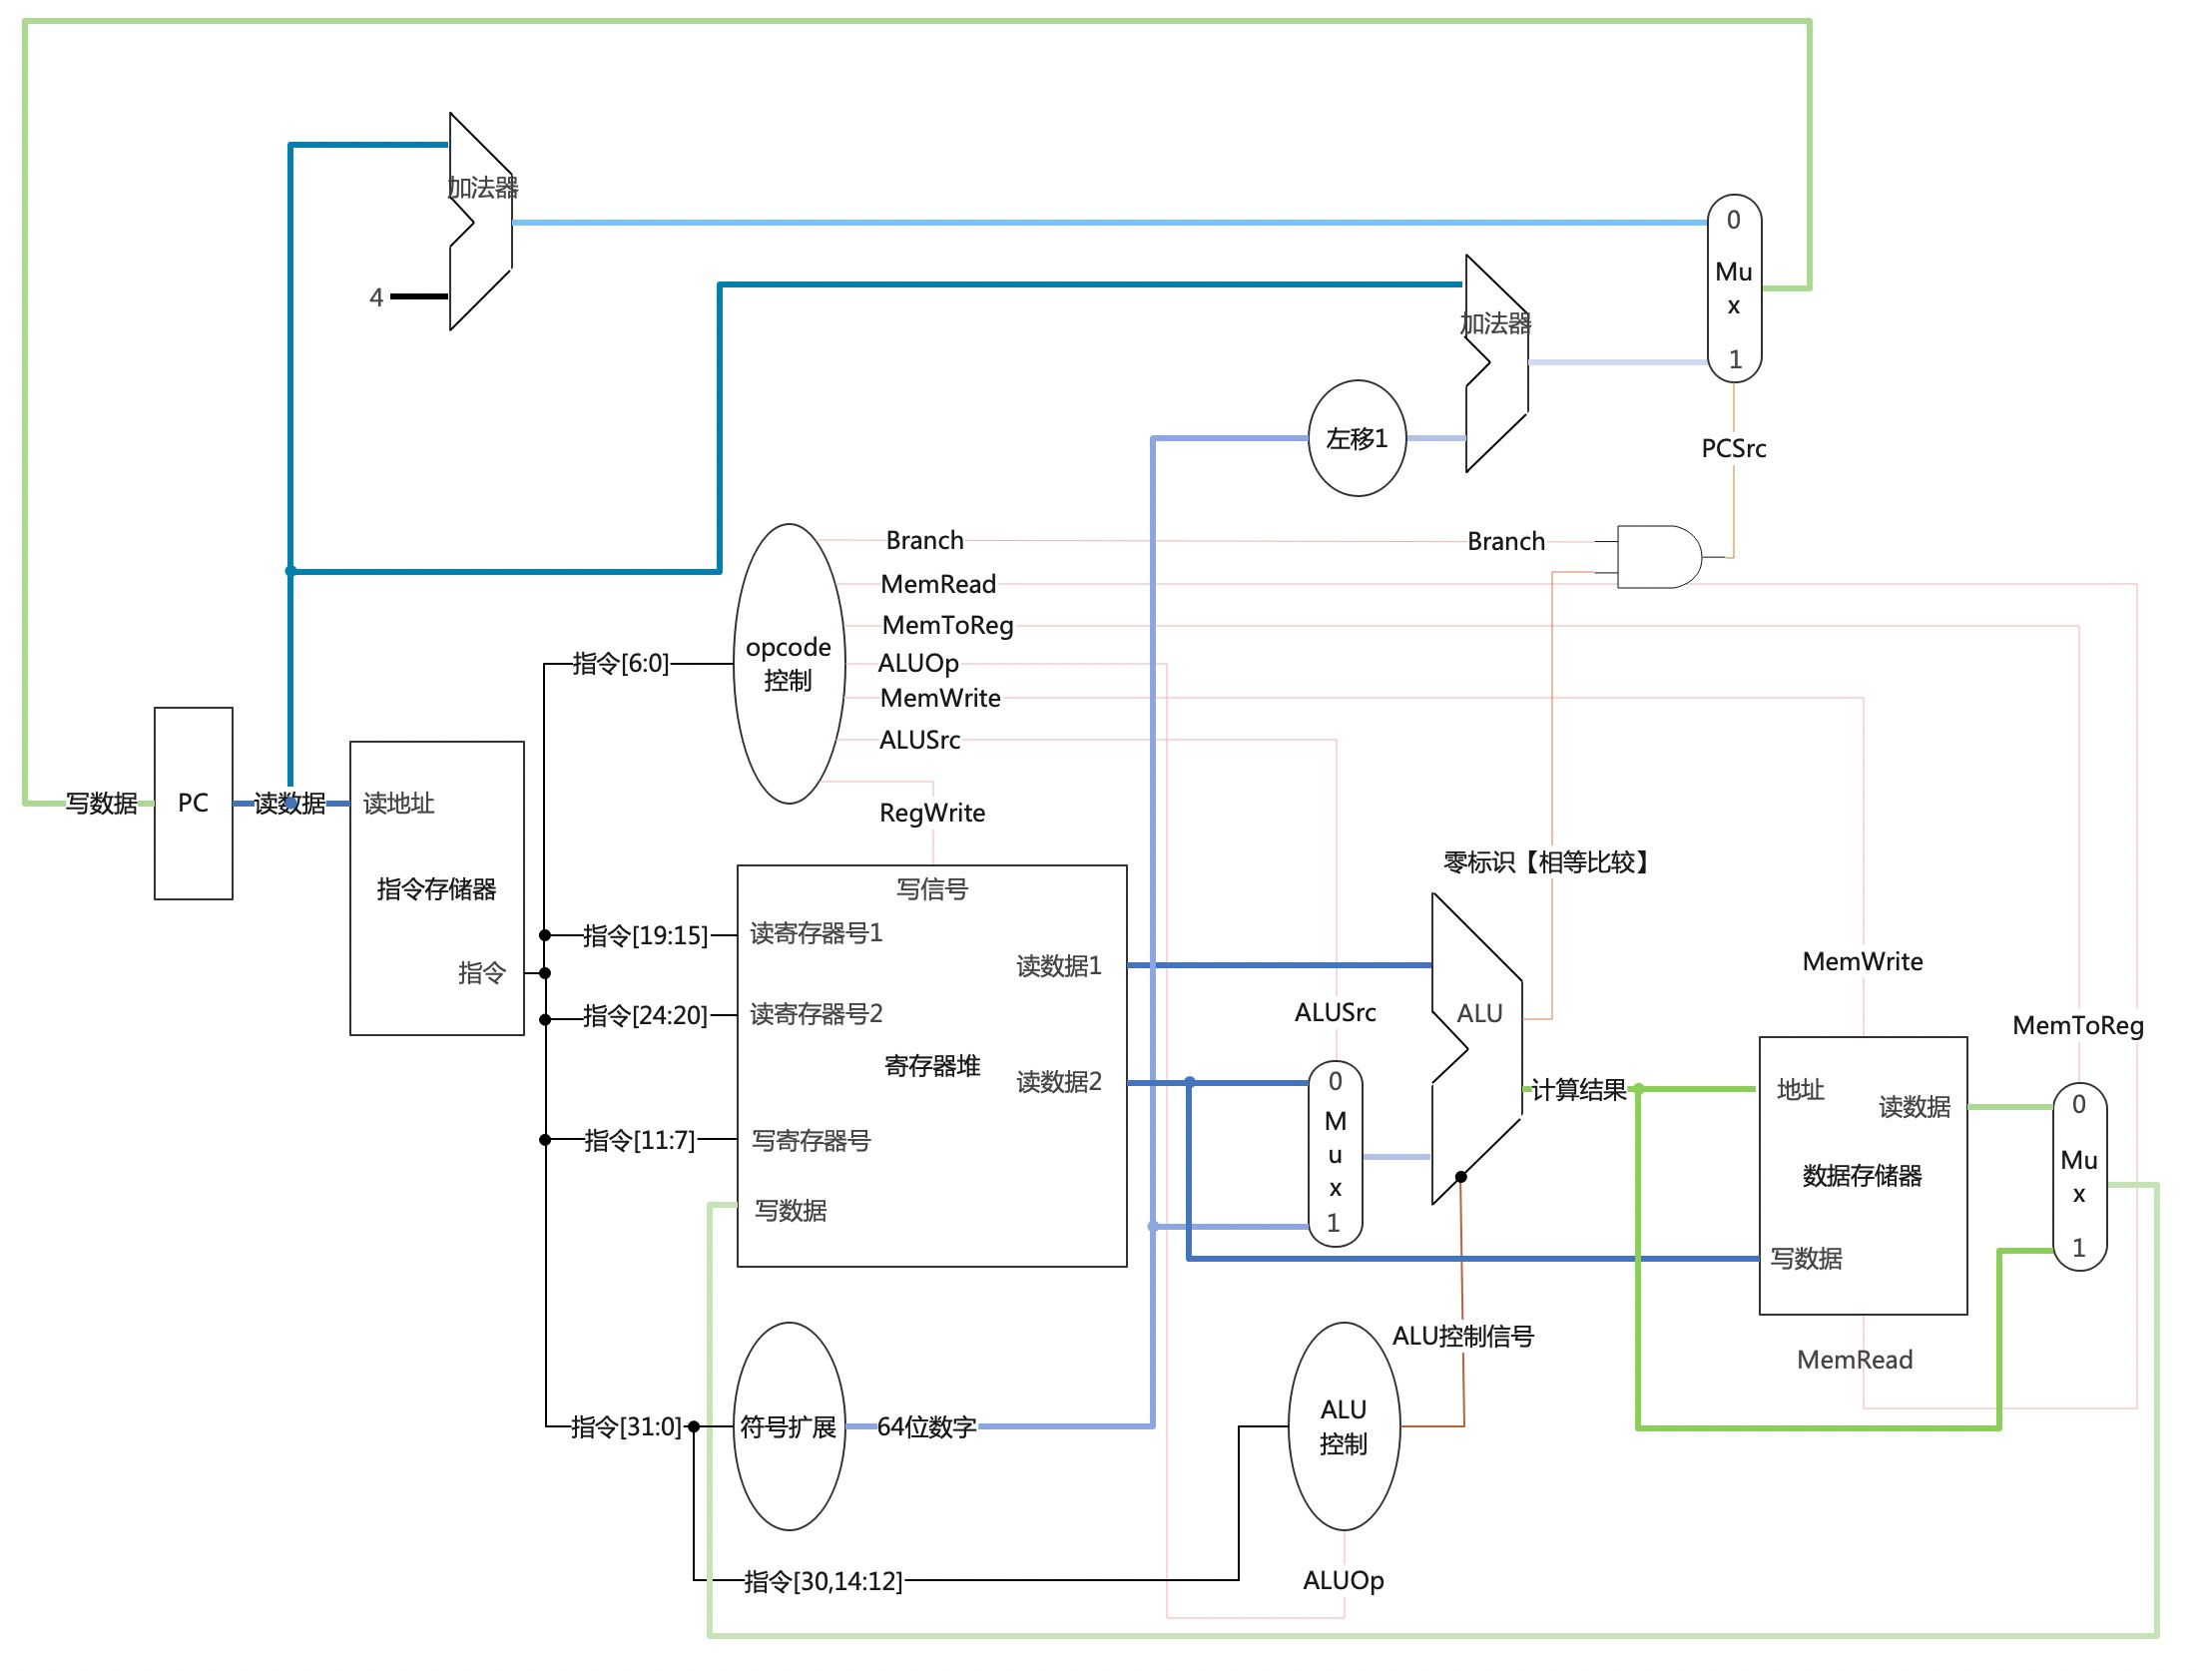 加法器
0
Mu
x
1
4
加法器
左移1
PCSrc
Branch
Branch
MemRead
MemToReg
ALUOp
MemWrite
ALUSrc
RegWrite
opcode
控制
指令[6:0]
写数据
PC
读数据
读地址
指令存储器
指令
指令[19:15]
指令[24:20]
指令[11:7]
指令[31:0]
写信号
读寄存器号1
读数据1
读寄存器号2
寄存器堆
读数据2
写寄存器号
写数据
零标识【相等比较】
ALU
ALUSrc
0
M
u
x
1
计算结果
MemWrite
MemToReg
地址
读数据
数据存储器
写数据
MemRead
0
Mu
x
1
ALU控制信号
符号扩展
64位数字
ALU
控制
指令[30,14:12]
ALUOp